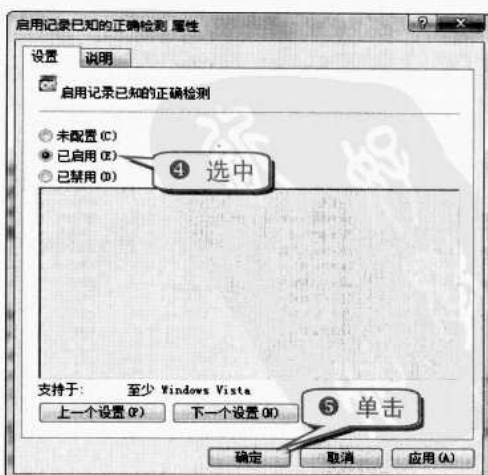 启用记录已知的正确检测 属性
设置 说明
启用记录已知的正确检测
未配置(C)
已启用(E)
❹ 选中
已禁用(D)
支持于: 至少 Windows Vista
上一个设置(P) 下一个设置(N)
❺ 单击
确定 取消 应用(A)